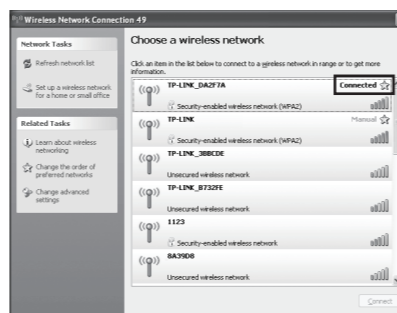 Wireless Network Connection 49
Network Tasks
Refresh network list
Set up a wireless network
for a home or small office
Related Tasks
Learn about wireless
networking
Change the order of
preferred networks
Change advanced
settings
Choose a wireless network
Click an item in the list below to connect to a wireless network in range or to get more
information.
TP-LINK_DA2F7A Connected
Security-enabled wireless network (WPA2)
TP-LINK Manual
Security-enabled wireless network (WPA2)
TP-LINK_3BBCDE
Unsecured wireless network
TP-LINK_B732FE
Unsecured wireless network
1123
Security-enabled wireless network
8A39D8
Unsecured wireless network
Connect